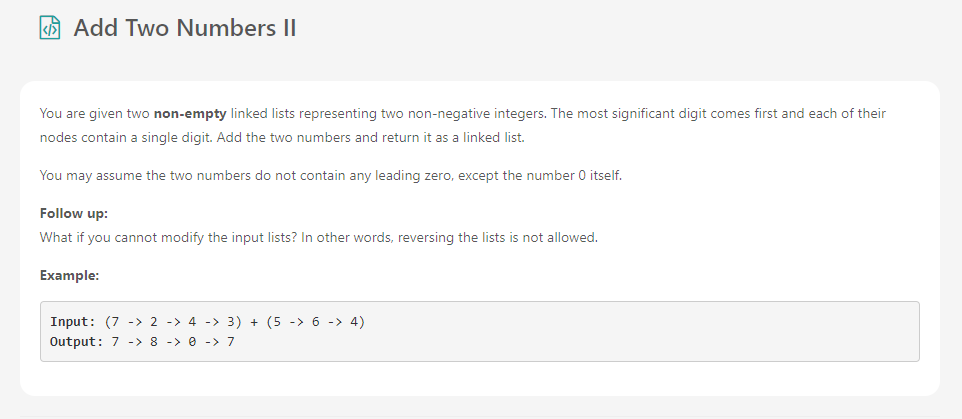 Add Two Numbers II
You are given two non-empty linked lists representing two non-negative integers. The most significant digit comes first and each of their
nodes contain a single digit. Add the two numbers and return it as a linked list.
You may assume the two numbers do not contain any leading zero, except the number 0 itself.
Follow up:
What if you cannot modify the input lists? In other words, reversing the lists is not allowed.
Example:
Input: (7 -> 2 -> 4 -> 3) + (5 -> 6 -> 4)
Output: 7 -> 8 -> 0 -> 7